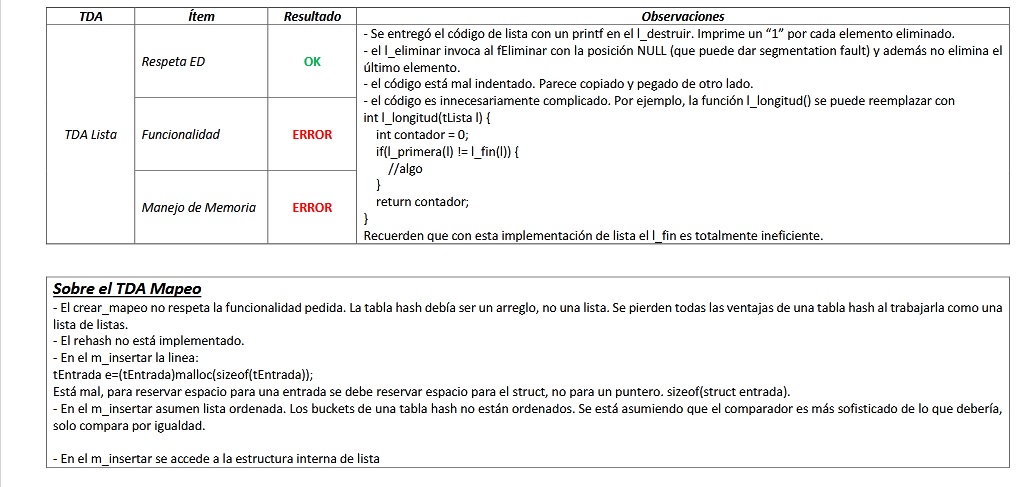 TDA Ítem Resultado Observaciones
- Se entregó el código de lista con un printf en el l_destruir. Imprime un “1” por cada elemento eliminado.
- el l_eliminar invoca al fEliminar con la posición NULL (que puede dar segmentation fault) y además no elimina el
último elemento.
- el código está mal indentado. Parece copiado y pegado de otro lado.
- el código es innecesariamente complicado. Por ejemplo, la función l_longitud() se puede reemplazar con
int l_longitud(tLista l) {
int contador = 0;
if(l_primera(l) != l_fin(l)) {
//algo
}
return contador;
}
Recuerden que con esta implementación de lista el l_fin es totalmente ineficiente.
Respeta ED OK
TDA Lista Funcionalidad ERROR
Manejo de Memoria ERROR
Sobre el TDA Mapeo
- El crear_mapeo no respeta la funcionalidad pedida. La tabla hash debía ser un arreglo, no una lista. Se pierden todas las ventajas de una tabla hash al trabajarla como una
lista de listas.
- El rehash no está implementado.
- En el m_insertar la linea:
tEntrada e=(tEntrada)malloc(sizeof(tEntrada));
Está mal, para reservar espacio para una entrada se debe reservar espacio para el struct, no para un puntero. sizeof(struct entrada).
- En el m_insertar asumen lista ordenada. Los buckets de una tabla hash no están ordenados. Se está asumiendo que el comparador es más sofisticado de lo que debería,
solo compara por igualdad.
- En el m_insertar se accede a la estructura interna de lista